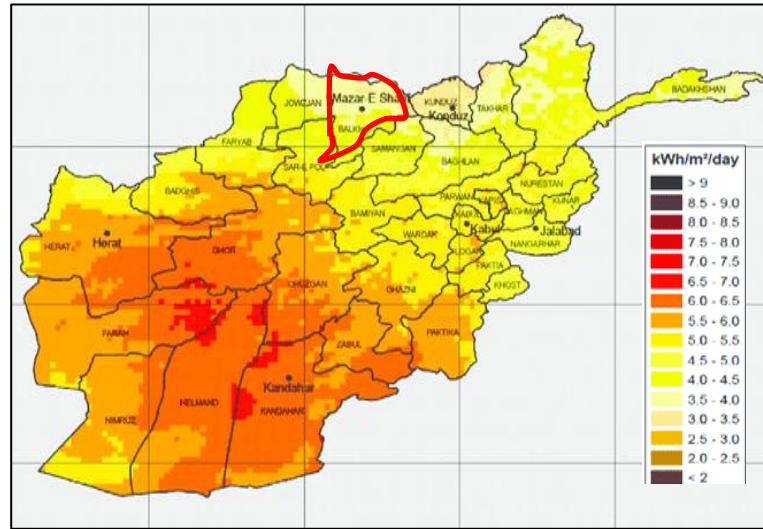 JOWZJAN
Mazar-E Sharif
BALKH
KUNDUZ
Konduz
TAKHAR
BADAKHSHAN
FARYAB
SAR-E POL
SAMANGAN
BAGHLAN
BADGHIS
BAMIYAN
PARWAN
KAPIS
NURESTAN
KUNAR
LAGHMAN
HERAT
Herat
GHOR
WARDAK
KABUL
Kabul
Jalabad
NANGARHAR
LOGAR
PAKTIA
KHOST
ORUZGAN
GHAZNI
PAKTIKA
FARAH
ZABUL
NIMRUZ
HELMAND
Kandahar
KANDAHAR
kWh/m²/day
> 9
8.5 - 9.0
8.0 - 8.5
7.5 - 8.0
7.0 - 7.5
6.5 - 7.0
6.0 - 6.5
5.5 - 6.0
5.0 - 5.5
4.5 - 5.0
4.0 - 4.5
3.5 - 4.0
3.0 - 3.5
2.5 - 3.0
2.0 - 2.5
< 2